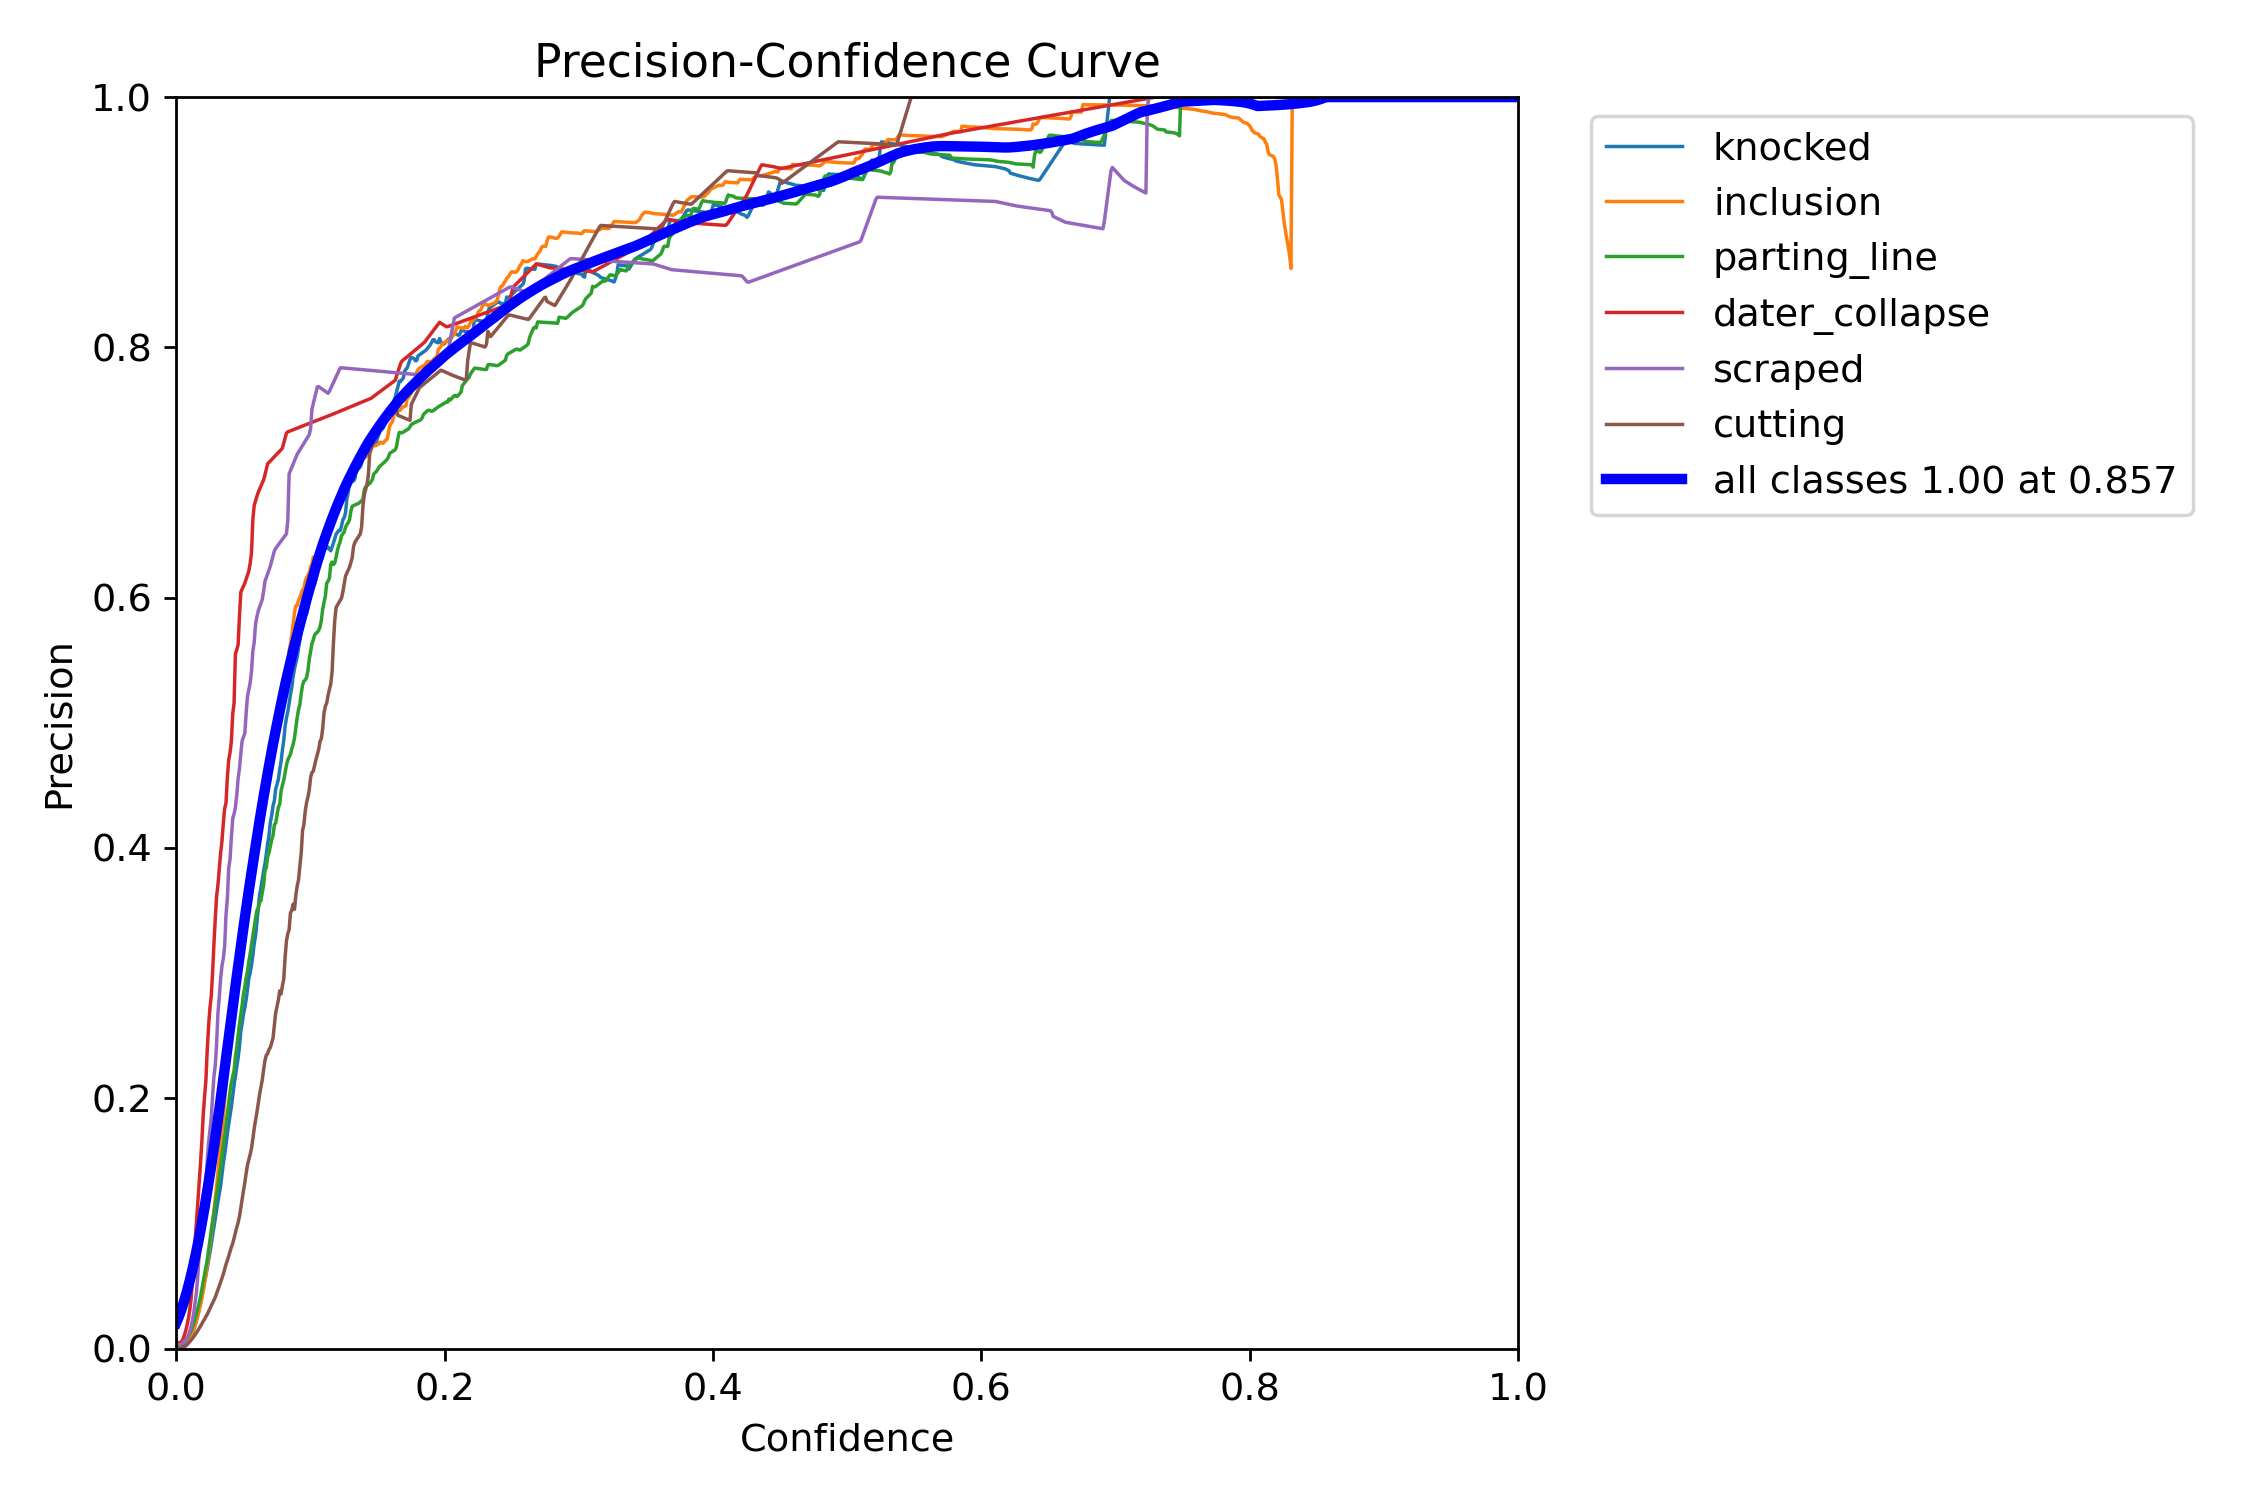 Precision-Confidence Curve
1.0
0.8
0.6
0.4
0.2
0.0
Precision
0.0 0.2 0.4 0.6 0.8 1.0
Confidence
knocked
inclusion
parting_line
dater_collapse
scraped
cutting
all classes 1.00 at 0.857